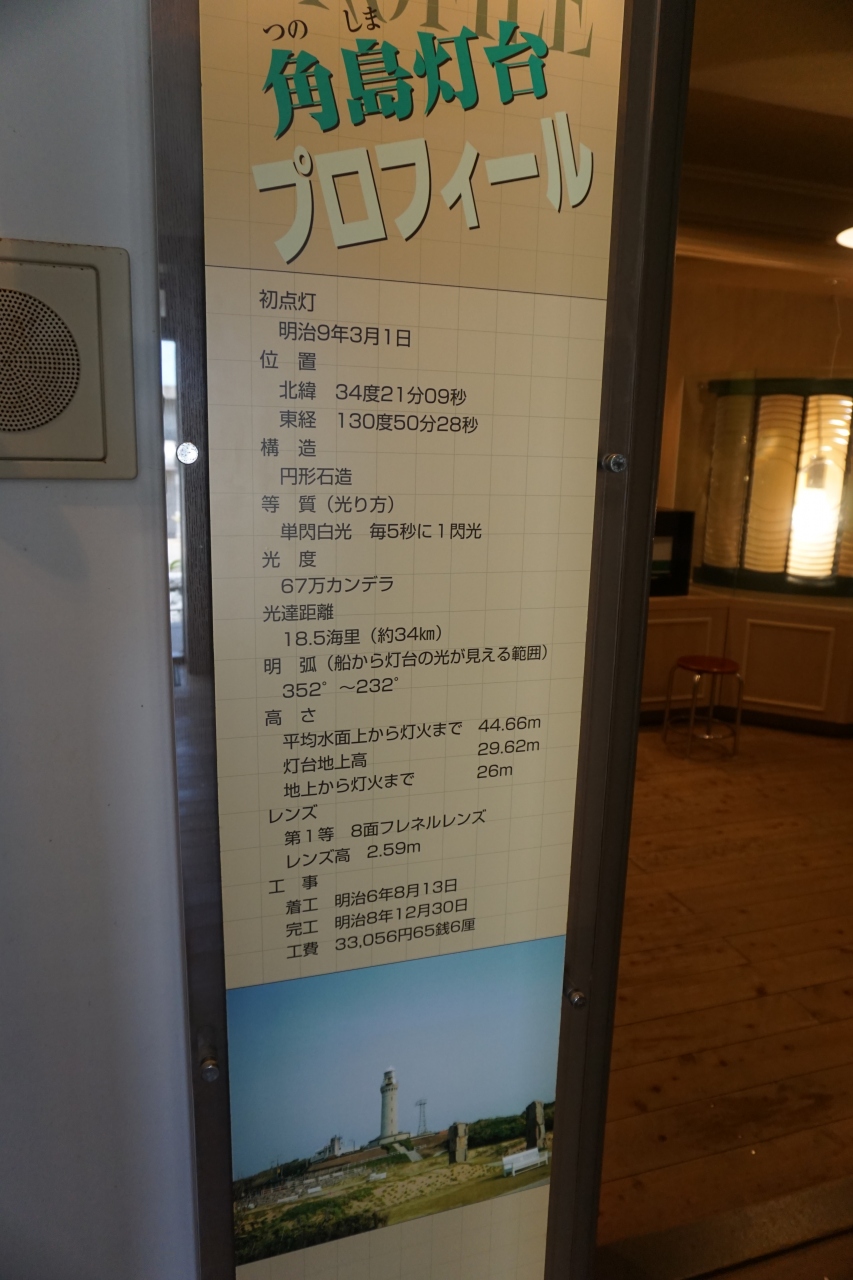 つの しま
角島灯台
プロフィール
初点灯
明治9年3月1日
位 置
北緯 34度21分09秒
東経 130度50分28秒
構 造
円形石造
等 質(光り方)
単閃白光 毎5秒に1閃光
光 度
67万カンデラ
光達距離
18.5海里(約34㎞)
明 弧(船から灯台の光が見える範囲)
352°～232°
高 さ
平均水面上から灯火まで 44.66m
灯台地上高 29.62m
地上から灯火まで 26m
レンズ
第1等 8面フレネルレンズ
レンズ高 2.59m
工 事
着工 明治6年8月13日
完工 明治8年12月30日
工費 33,056円65銭6厘